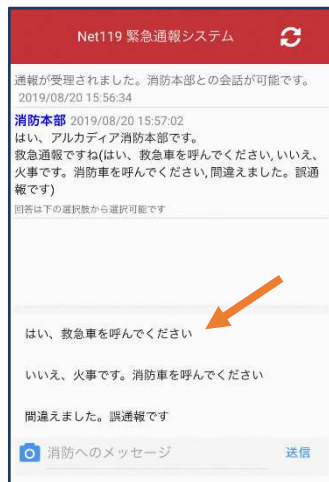 Net119 緊急通報システム
通報が受理されました。消防本部との会話が可能です。
2019/08/20 15:56:34
消防本部 2019/08/20 15:57:02
はい、アルカディア消防本部です。
救急通報ですね(はい、救急車を呼んでください,いいえ、
火事です。消防車を呼んでください,間違えました。誤通
報です)
回答は下の選択肢から選択可能です
はい、救急車を呼んでください
いいえ、火事です。消防車を呼んでください
間違えました。誤通報です
消防へのメッセージ 送信